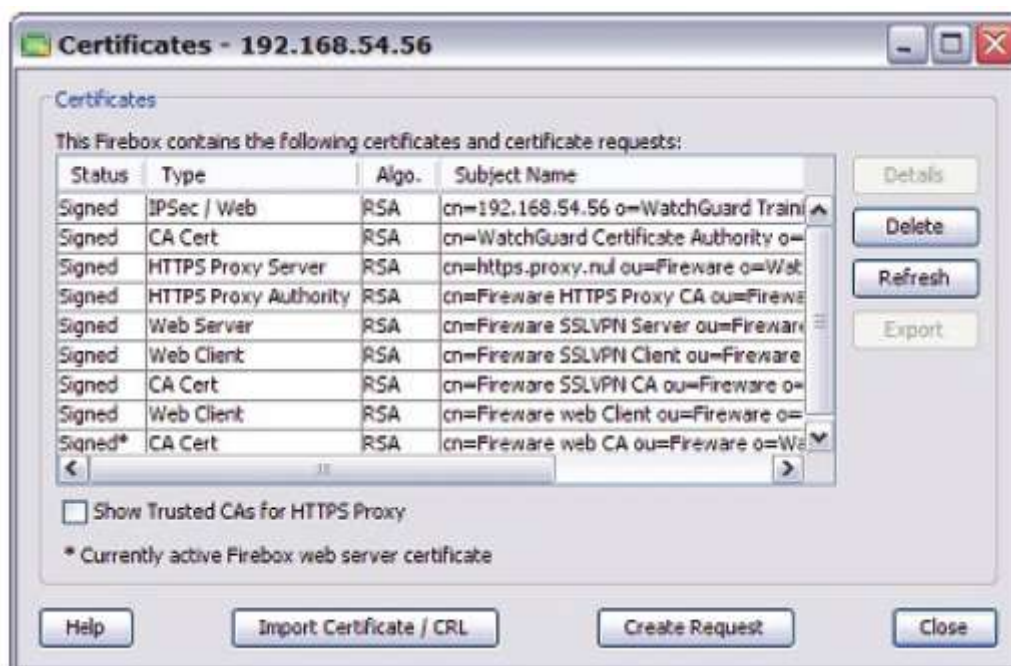 Certificates - 192.168.54.56
Certificates
This Firebox contains the following certificates and certificate requests:
Status Type Algo. Subject Name
Signed IPSec / Web RSA cn=192.168.54.56 o=WatchGuard Traini
Signed CA Cert RSA cn=WatchGuard Certificate Authority o=
Signed HTTPS Proxy Server RSA cn=https.proxy.nul ou=Fireware o=Wat
Signed HTTPS Proxy Authority RSA cn=Fireware HTTPS Proxy CA ou=Firewa
Signed Web Server RSA cn=Fireware SSLVPN Server ou=Fireware
Signed Web Client RSA cn=Fireware SSLVPN Client ou=Fireware
Signed CA Cert RSA cn=Fireware SSLVPN CA ou=Fireware o=
Signed Web Client RSA cn=Fireware web Client ou=Fireware o=
Signed* CA Cert RSA cn=Fireware web CA ou=Fireware o=Wa
Details
Delete
Refresh
Export
Show Trusted CAs for HTTPS Proxy
* Currently active Firebox web server certificate
Help Import Certificate / CRL Create Request Close